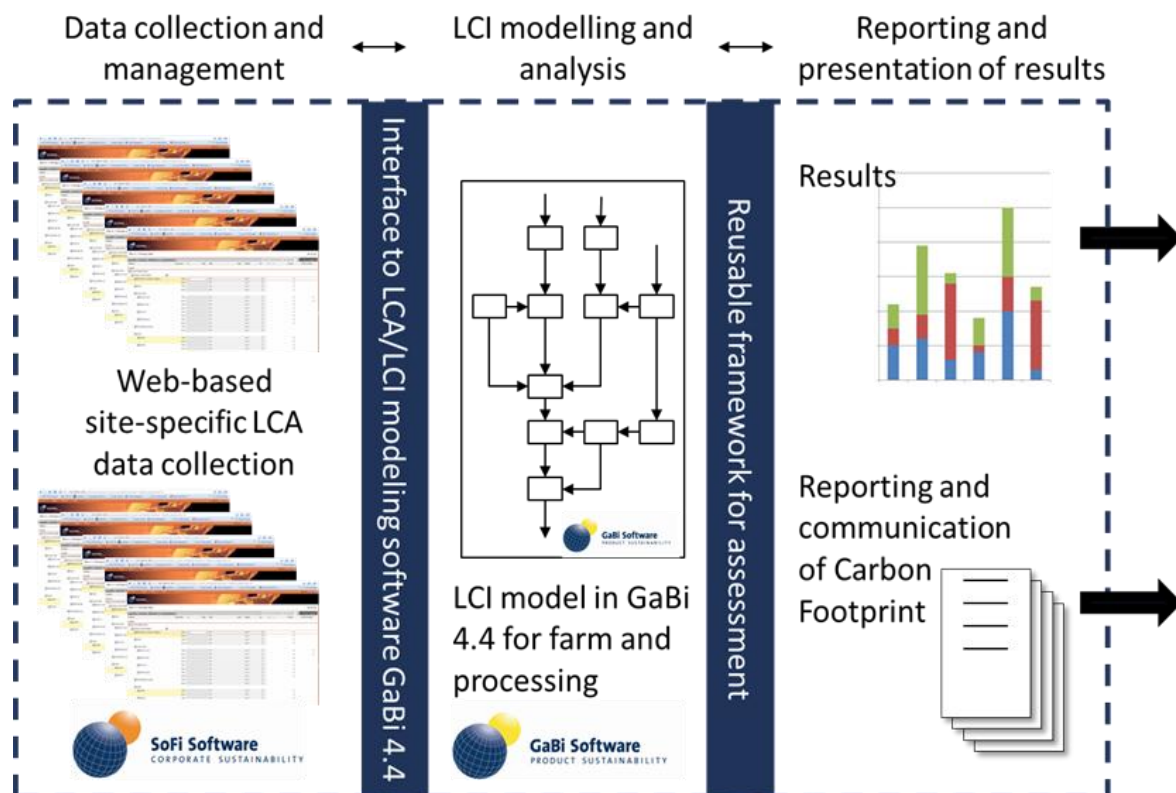 Data collection and
management
LCI modelling and
analysis
Reporting and
presentation of results
Web-based
site-specific LCA
data collection
SoFi Software
CORPORATE SUSTAINABILITY
Interface to LCA/LCI modeling software GaBi 4.4
GaBi Software
PRODUCT SUSTAINABILITY
LCI model in GaBi
4.4 for farm and
processing
GaBi Software
PRODUCT SUSTAINABILITY
Reusable framework for assessment
Results
Reporting and
communication
of Carbon
Footprint